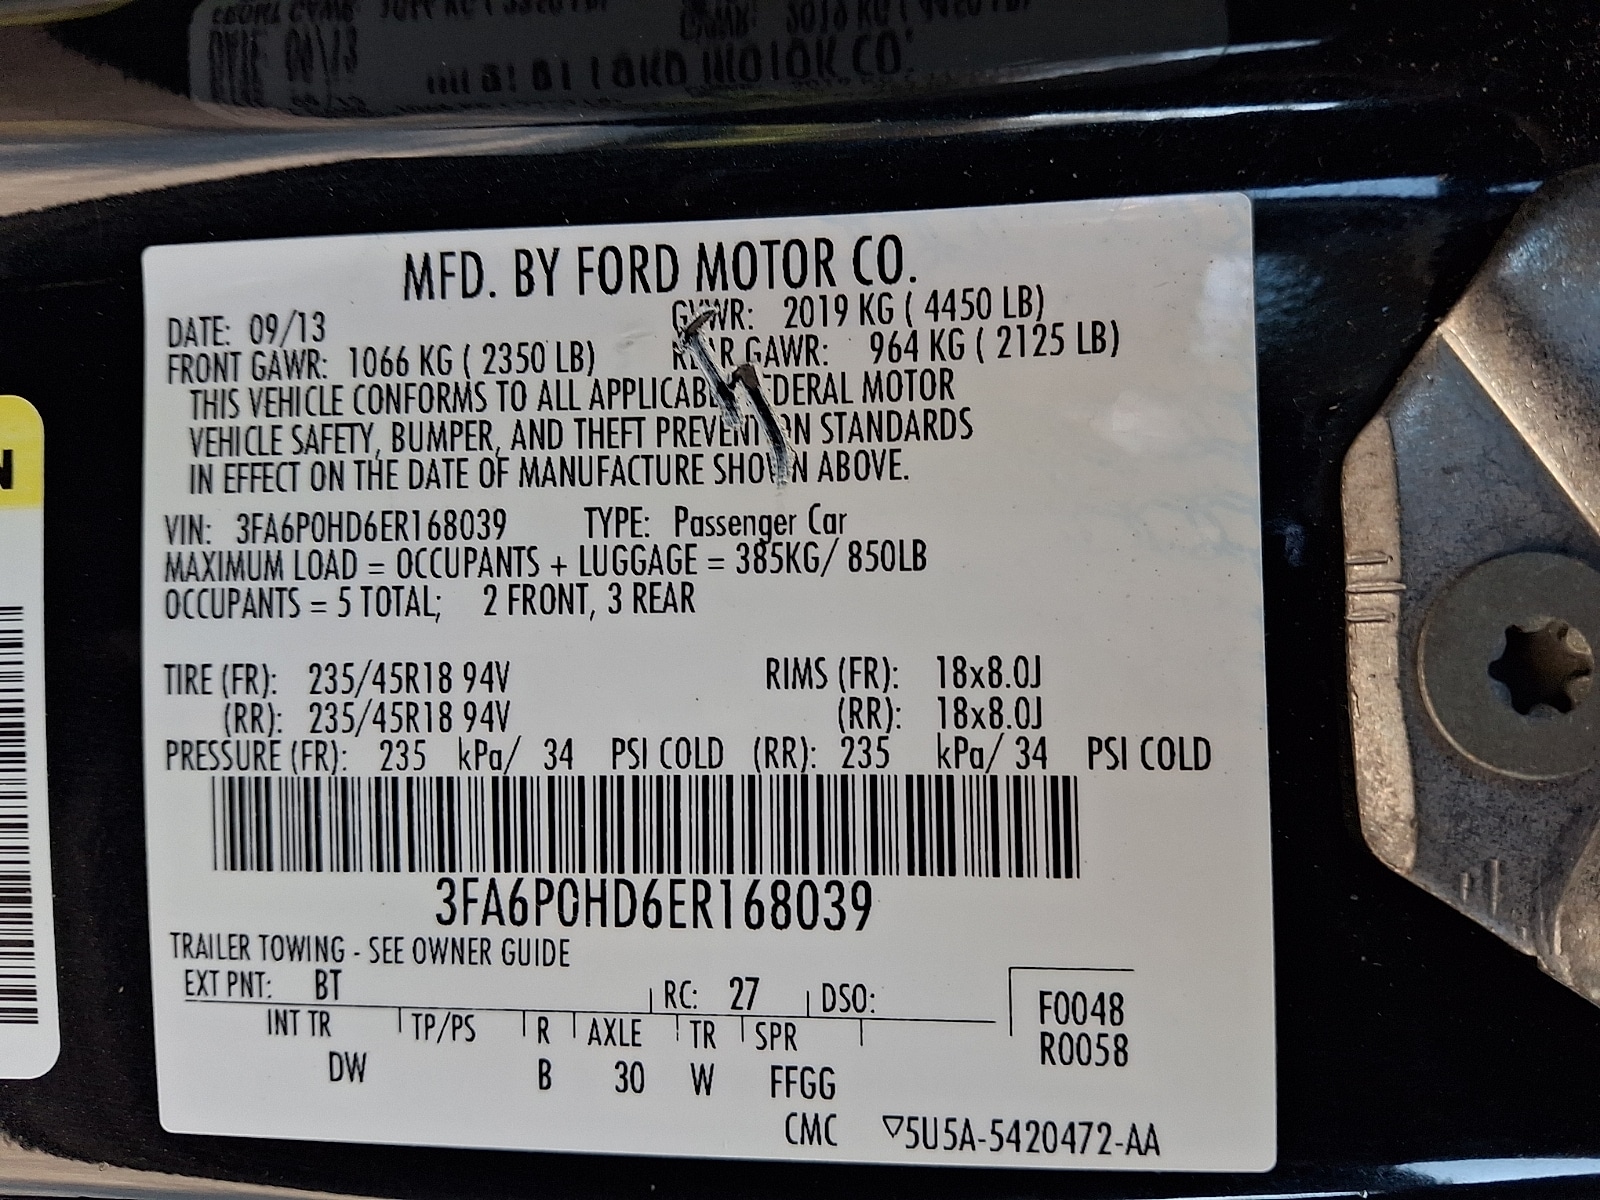 MFD. BY FORD MOTOR CO.
DATE: 09/13 GVWR: 2019 KG ( 4450 LB)
FRONT GAWR: 1066 KG ( 2350 LB) REAR GAWR: 964 KG ( 2125 LB)
THIS VEHICLE CONFORMS TO ALL APPLICABLE FEDERAL MOTOR
VEHICLE SAFETY, BUMPER, AND THEFT PREVENTION STANDARDS
IN EFFECT ON THE DATE OF MANUFACTURE SHOWN ABOVE.
VIN: 3FA6P0HD6ER168039 TYPE: Passenger Car
MAXIMUM LOAD = OCCUPANTS + LUGGAGE = 385KG/ 850LB
OCCUPANTS = 5 TOTAL; 2 FRONT, 3 REAR
TIRE (FR): 235/45R18 94V RIMS (FR): 18x8.0J
(RR): 235/45R18 94V (RR): 18x8.0J
PRESSURE (FR): 235 kPa/ 34 PSI COLD (RR): 235 kPa/ 34 PSI COLD
3FA6P0HD6ER168039
TRAILER TOWING - SEE OWNER GUIDE
EXT PNT: BT RC: 27 DSO:
F0048
INT TR TP/PS R AXLE TR SPR
R0058
DW B 30 W FFGG
CMC ▽5U5A-5420472-AA